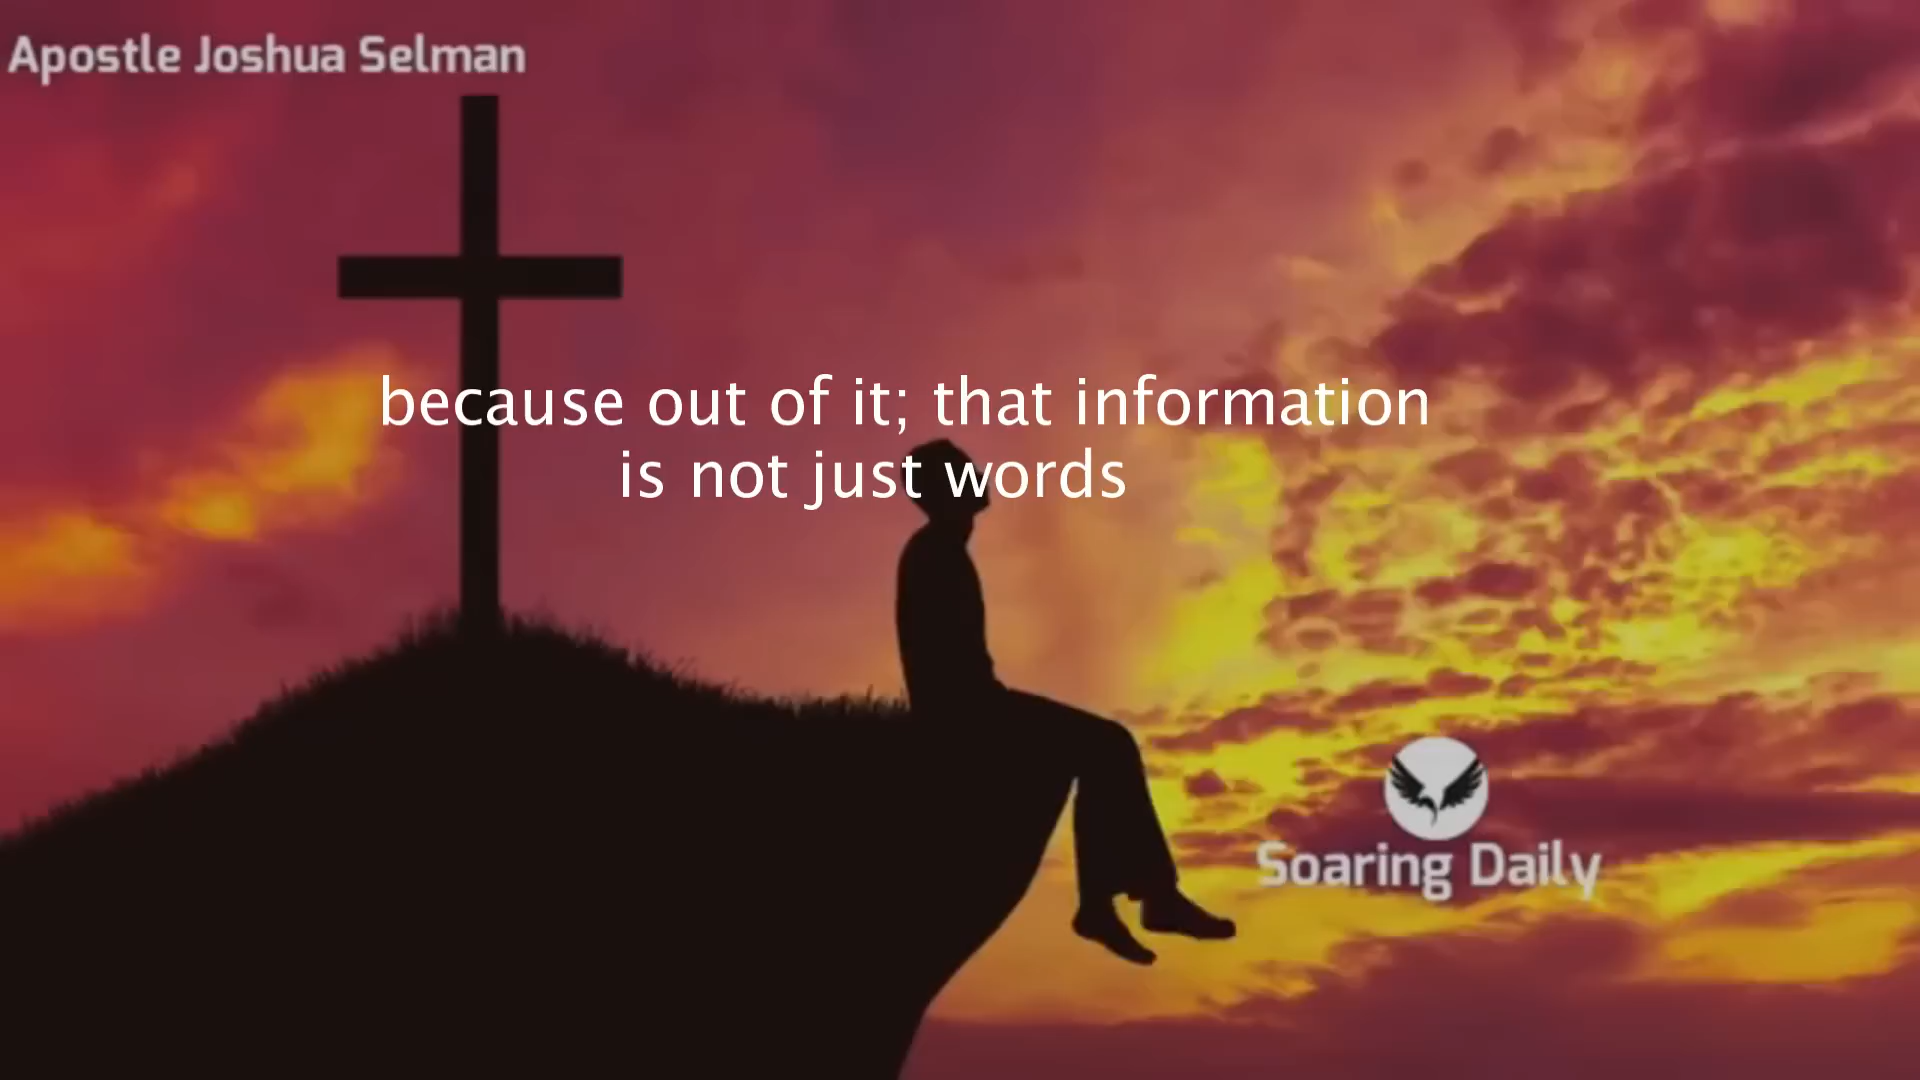 Apostle Joshua Selman
because out of it; that information
is not just words
Soaring Daily